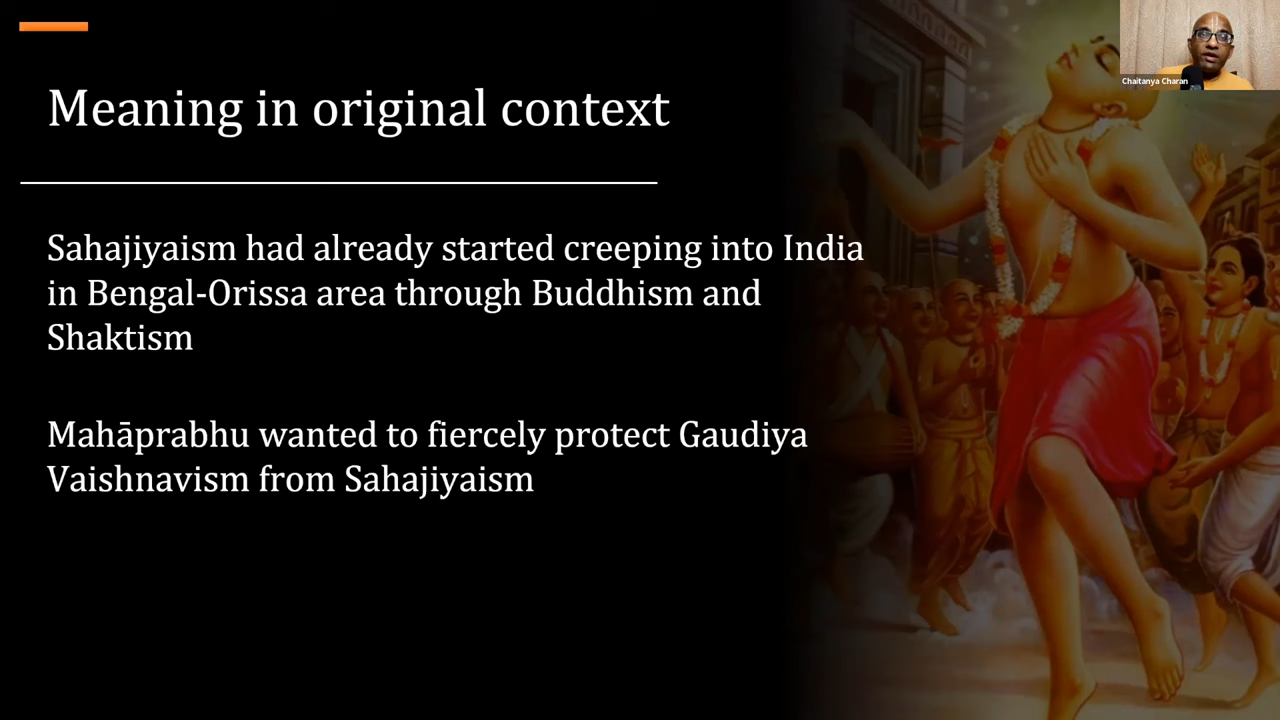 Meaning in original context
Sahajiyaism had already started creeping into India
in Bengal-Orissa area through Buddhism and
Shaktism
Mahāprabhu wanted to fiercely protect Gaudiya
Vaishnavism from Sahajiyaism
Chaitanya Charan